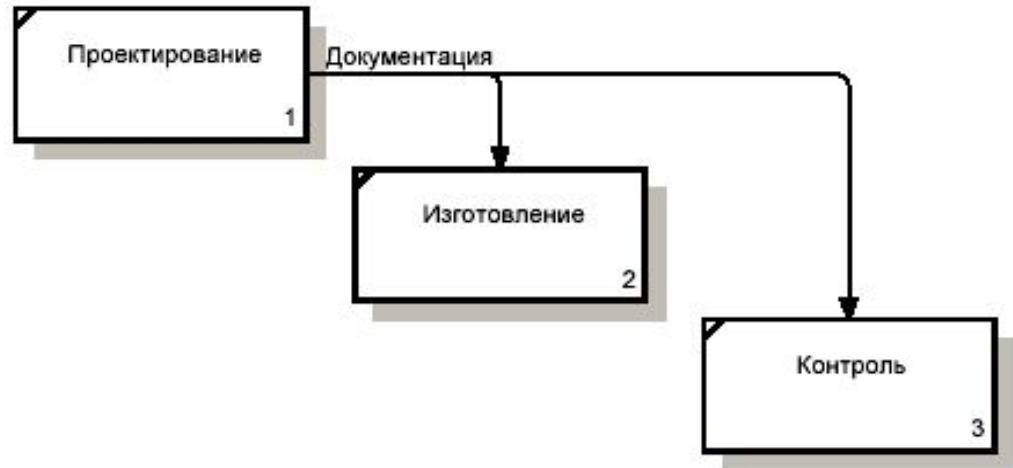 Проектирование
1
Документация
Изготовление
2
Контроль
3